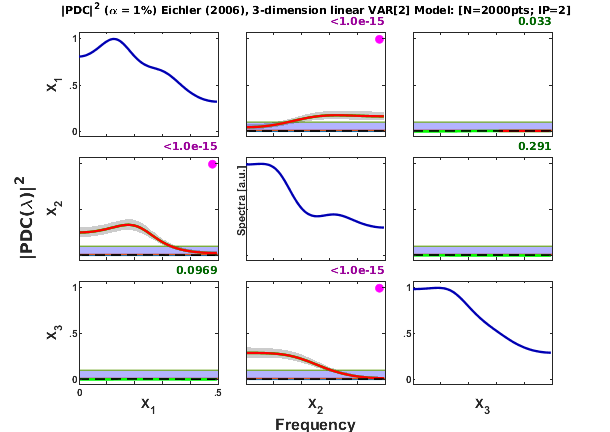 |PDC|² (α = 1%) Eichler (2006), 3-dimension linear VAR[2] Model: [N=2000pts; IP=2]
<1.0e-15
0.033
X₁
1
.5
0
<1.0e-15
0.291
|PDC(λ)|²
X₂
Spectra [a.u.]
0.0969
<1.0e-15
X₃
1
.5
0
1
.5
0
0
.5
X₁
X₂
X₃
Frequency